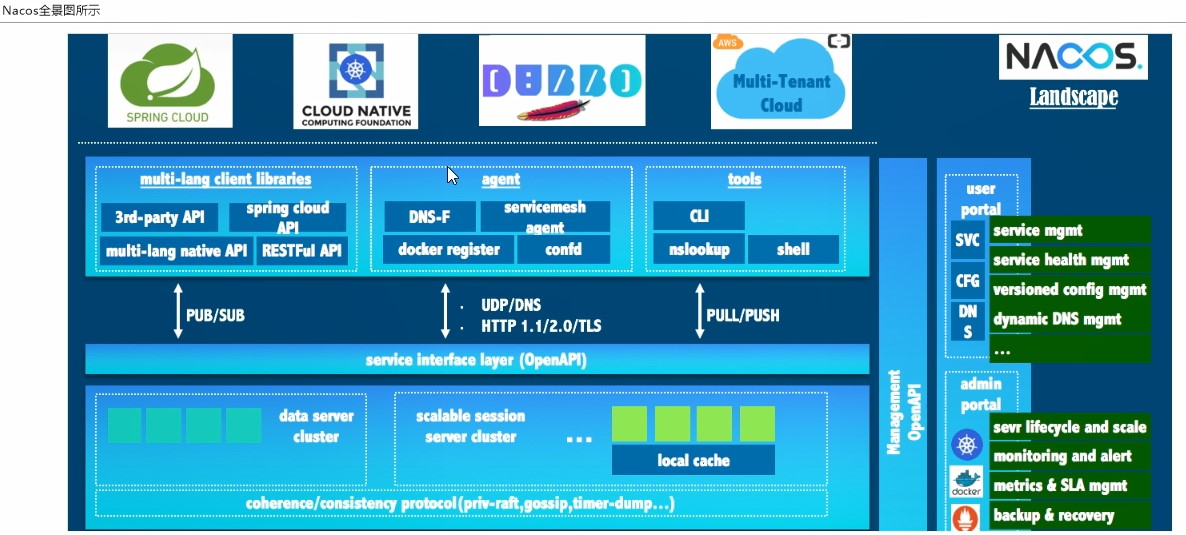 Nacos全景图所示
SPRING CLOUD
CLOUD NATIVE
COMPUTING FOUNDATION
DUBBO
AWS
Multi-Tenant
Cloud
NACOS.
Landscape
multi-lang client libraries
3rd-party API
spring cloud
API
multi-lang native API
RESTFul API
agent
DNS-F
servicemesh
agent
docker register
confd
tools
CLI
nslookup
shell
PUB/SUB
· UDP/DNS
· HTTP 1.1/2.0/TLS
PULL/PUSH
service interface layer (OpenAPI)
data server
cluster
scalable session
server cluster
...
local cache
coherence/consistency protocol(priv-raft,gossip,timer-dump...)
Management
OpenAPI
user
portal
SVC
CFG
DN
S
service mgmt
service health mgmt
versioned config mgmt
dynamic DNS mgmt
...
admin
portal
docker
sevr lifecycle and scale
monitoring and alert
metrics & SLA mgmt
backup & recovery